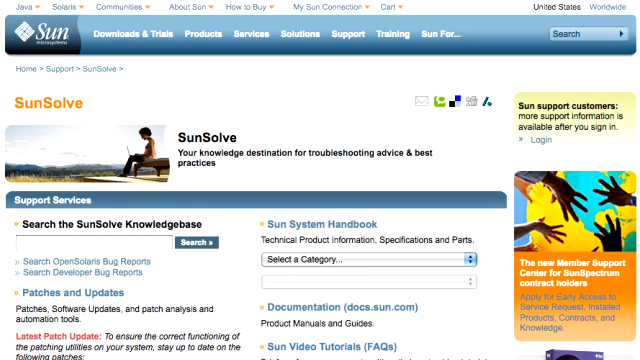 Java Solaris Communities About Sun How to Buy My Sun Connection Cart United States Worldwide
Sun
microsystems
Downloads & Trials Products Services Solutions Support Training Sun For... Search
Home > Support > SunSolve >
SunSolve
SunSolve
Your knowledge destination for troubleshooting advice & best
practices
Sun support customers:
more support information is
available after you sign in.
» Login
Support Services
» Search the SunSolve Knowledgebase
Search »
» Search OpenSolaris Bug Reports
» Search Developer Bug Reports
» Patches and Updates
Patches, Software Updates, and patch analysis and
automation tools.
Latest Patch Update: To ensure the correct functioning of
the patching utilities on your system, stay up to date on the
following patches:
» Sun System Handbook
Technical Product Information, Specifications and Parts.
Select a Category...
» Documentation (docs.sun.com)
Product Manuals and Guides.
» Sun Video Tutorials (FAQs)
The new Member Support
Center for SunSpectrum
contract holders
Apply for Early Access to
Service Request, Installed
Products, Contracts, and
Knowledge.